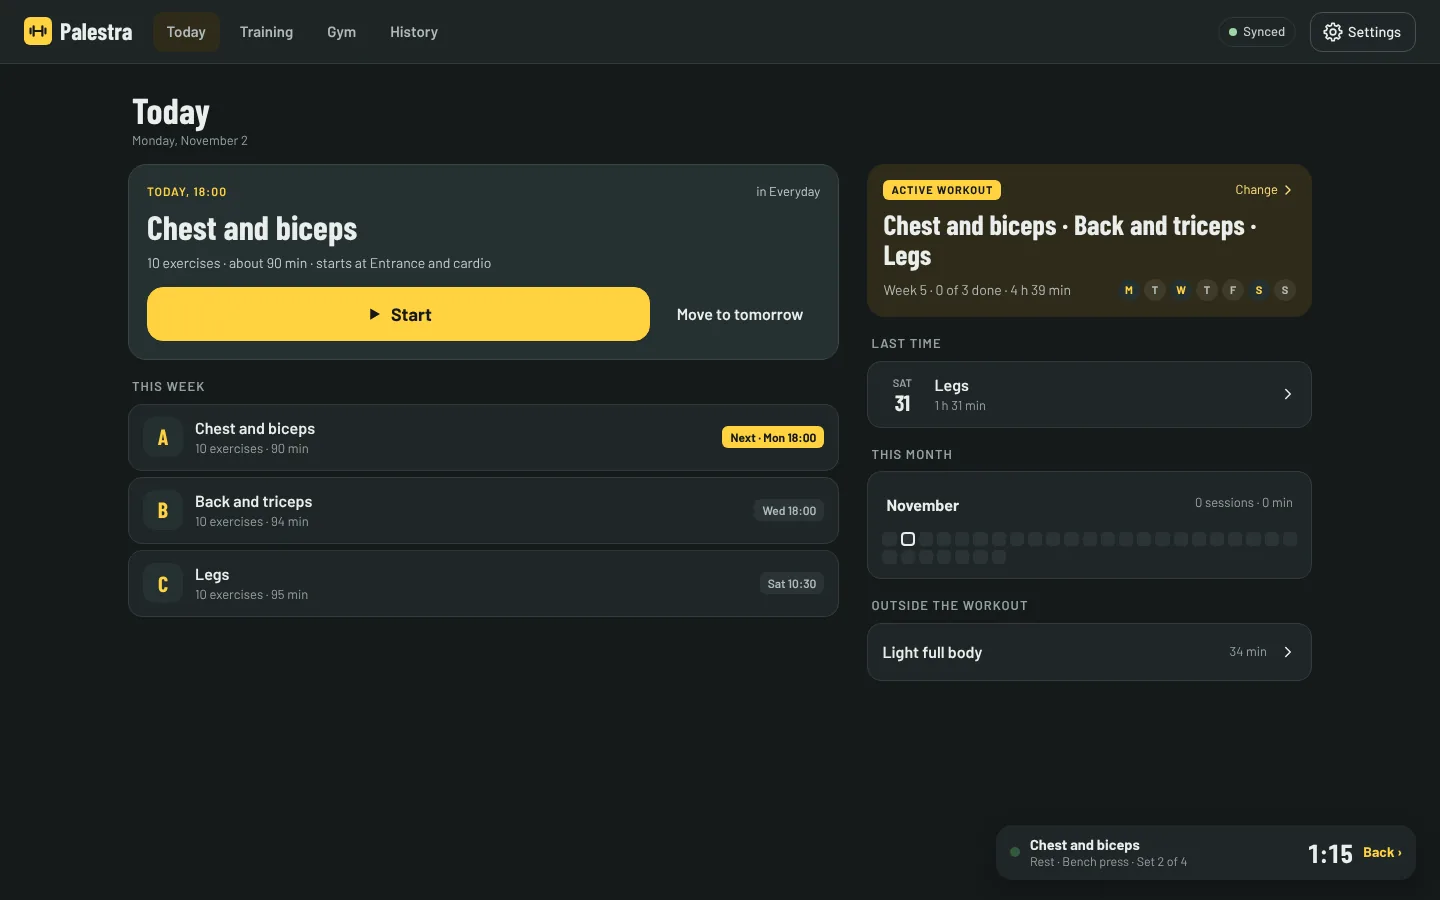 Palestra
Today
Training
Gym
History
Synced
Settings
Today
Monday, November 2
TODAY, 18:00
in Everyday
Chest and biceps
10 exercises · about 90 min · starts at Entrance and cardio
Start
Move to tomorrow
THIS WEEK
A
Chest and biceps
10 exercises · 90 min
Next · Mon 18:00
B
Back and triceps
10 exercises · 94 min
Wed 18:00
C
Legs
10 exercises · 95 min
Sat 10:30
ACTIVE WORKOUT
Change
Chest and biceps · Back and triceps ·
Legs
Week 5 · 0 of 3 done · 4 h 39 min
M T W T F S S
LAST TIME
SAT
31
Legs
1 h 31 min
THIS MONTH
November
0 sessions · 0 min
OUTSIDE THE WORKOUT
Light full body
34 min
Chest and biceps
Rest · Bench press · Set 2 of 4
1:15
Back ›